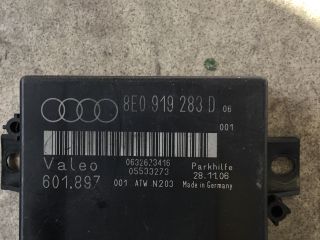 8E0 919 283 D 06
001
Valeo
0632673416
05533273
Parkhilfe
601.897
001 ATW N203
28.11.06
Made in Germany